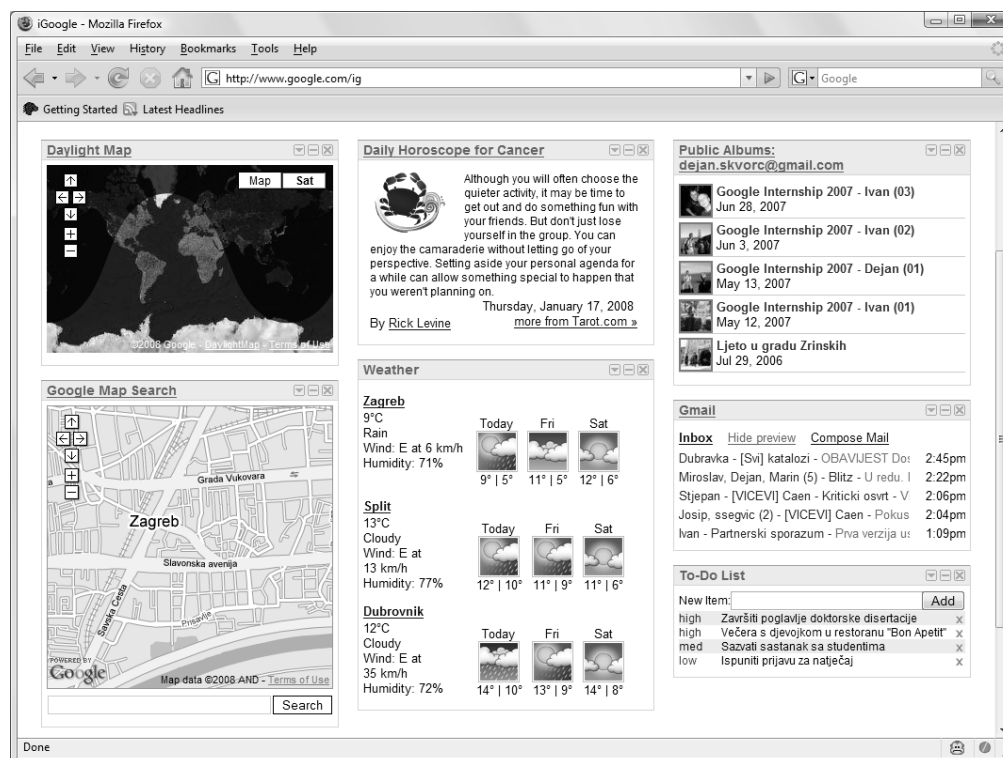 iGoogle - Mozilla Firefox
File Edit View History Bookmarks Tools Help
G http://www.google.com/ig
G Google
Getting Started Latest Headlines
Daylight Map
Map Sat
©2008 Google - DaylightMap - Terms of Use
Google Map Search
Grada Vukovara
Zagreb
Slavonska avenija
Savska Cesta
Prisavlje
POWERED BY
Google
Map data ©2008 AND - Terms of Use
Search
Daily Horoscope for Cancer
Although you will often choose the
quieter activity, it may be time to
get out and do something fun with
your friends. But don't just lose
yourself in the group. You can
enjoy the camaraderie without letting go of your
perspective. Setting aside your personal agenda for
a while can allow something special to happen that
you weren't planning on.
Thursday, January 17, 2008
By Rick Levine more from Tarot.com »
Weather
Zagreb
9°C
Rain
Wind: E at 6 km/h
Humidity: 71%
Today Fri Sat
9° | 5° 11° | 5° 12° | 6°
Split
13°C
Cloudy
Wind: E at
13 km/h
Humidity: 77%
Today Fri Sat
12° | 10° 11° | 9° 11° | 6°
Dubrovnik
12°C
Cloudy
Wind: E at
35 km/h
Humidity: 72%
Today Fri Sat
14° | 10° 13° | 9° 14° | 8°
Public Albums:
dejan.skvorc@gmail.com
Google Internship 2007 - Ivan (03)
Jun 28, 2007
Google Internship 2007 - Ivan (02)
Jun 3, 2007
Google Internship 2007 - Dejan (01)
May 13, 2007
Google Internship 2007 - Ivan (01)
May 12, 2007
Ljeto u gradu Zrinskih
Jul 29, 2006
Gmail
Inbox Hide preview Compose Mail
Dubravka - [Svi] katalozi - OBAVIJEST Dos 2:45pm
Miroslav, Dejan, Marin (5) - Blitz - U redu. 2:22pm
Stjepan - [VICEVI] Caen - Kriticki osvrt - V 2:06pm
Josip, ssegvic (2) - [VICEVI] Caen - Pokus 2:04pm
Ivan - Partnerski sporazum - Prva verzija us 1:09pm
To-Do List
New Item: Add
high Završiti poglavlje doktorske disertacije x
high Večera s djevojkom u restoranu "Bon Apetit" x
med Sazvati sastanak sa studentima x
low Ispuniti prijavu za natječaj x
Done